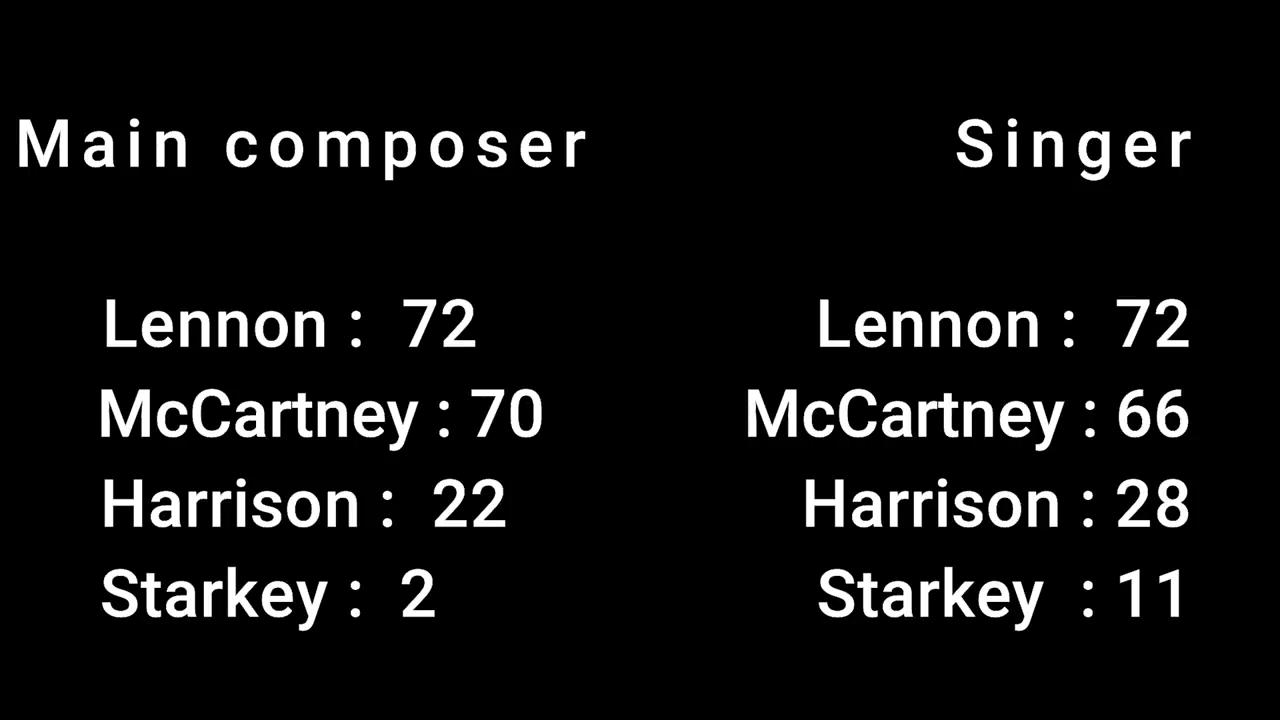 Main composer Singer
Lennon : 72 Lennon : 72
McCartney : 70 McCartney : 66
Harrison : 22 Harrison : 28
Starkey : 2 Starkey : 11